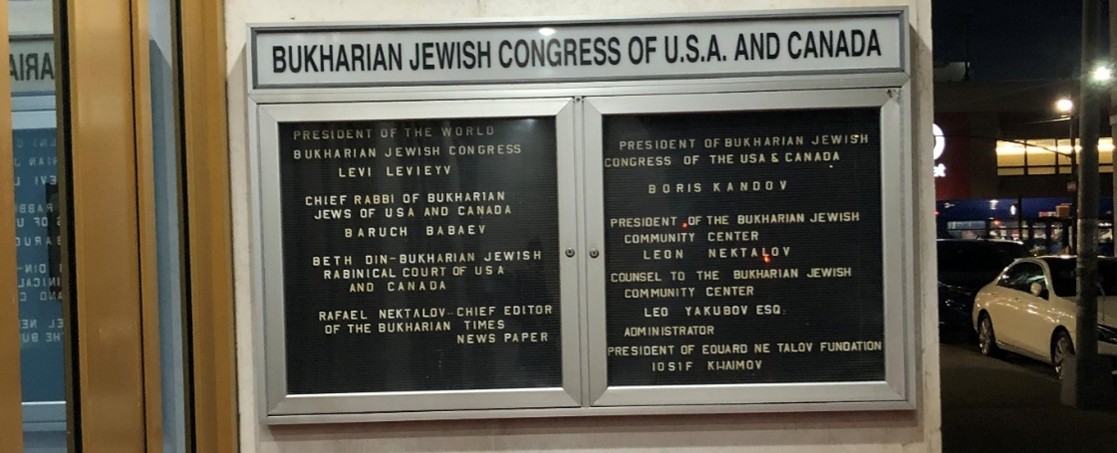 BUKHARIAN JEWISH CONGRESS OF U.S.A. AND CANADA
PRESIDENT OF THE WORLD
BUKHARIAN JEWISH CONGRESS
LEVI LEVIEYV
CHIEF RABBI OF BUKHARIAN
JEWS OF USA AND CANADA
BARUCH BABAEV
BETH DIN-BUKHARIAN JEWISH
RABINICAL COURT OF USA
AND CANADA
RAFAEL NEKTALOV-CHIEF EDITOR
OF THE BUKHARIAN TIMES
NEWS PAPER
PRESIDENT OF BUKHARIAN JEWISH
CONGRESS OF THE USA & CANADA
BORIS KANDOV
PRESIDENT OF THE BUKHARIAN JEWISH
COMMUNITY CENTER
LEON NEKTALOV
COUNSEL TO THE BUKHARIAN JEWISH
COMMUNITY CENTER
LEO YAKUBOV ESQ.
ADMINISTRATOR
PRESIDENT OF EDUARD NE TALOV FUNDATION
IOSIF